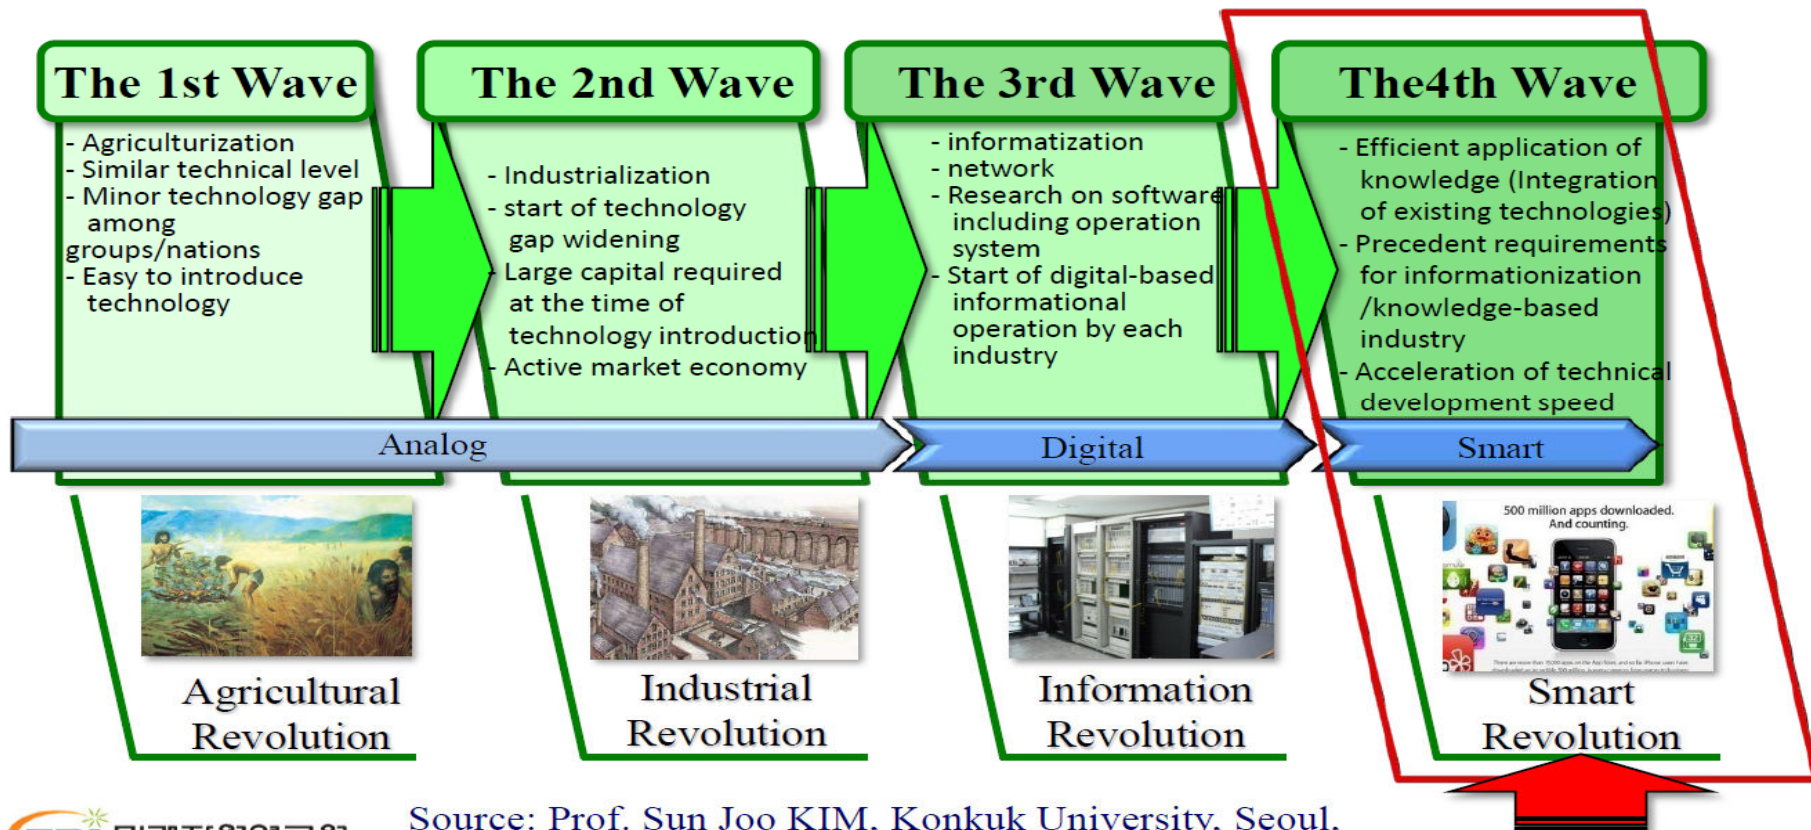 The 1st Wave
- Agriculturization
- Similar technical level
- Minor technology gap
among
groups/nations
- Easy to introduce
technology
The 2nd Wave
- Industrialization
- start of technology
gap widening
- Large capital required
at the time of
technology introduction
- Active market economy
The 3rd Wave
- informatization
- network
- Research on software
including operation
system
- Start of digital-based
informational
operation by each
industry
The4th Wave
- Efficient application of
knowledge (Integration
of existing technologies)
- Precedent requirements
for informationization
/knowledge-based
industry
- Acceleration of technical
development speed
Analog
Digital
Smart
500 million apps downloaded.
And counting.
Agricultural
Revolution
Industrial
Revolution
Information
Revolution
Smart
Revolution
Source: Prof. Sun Joo KIM, Konkuk University, Seoul,